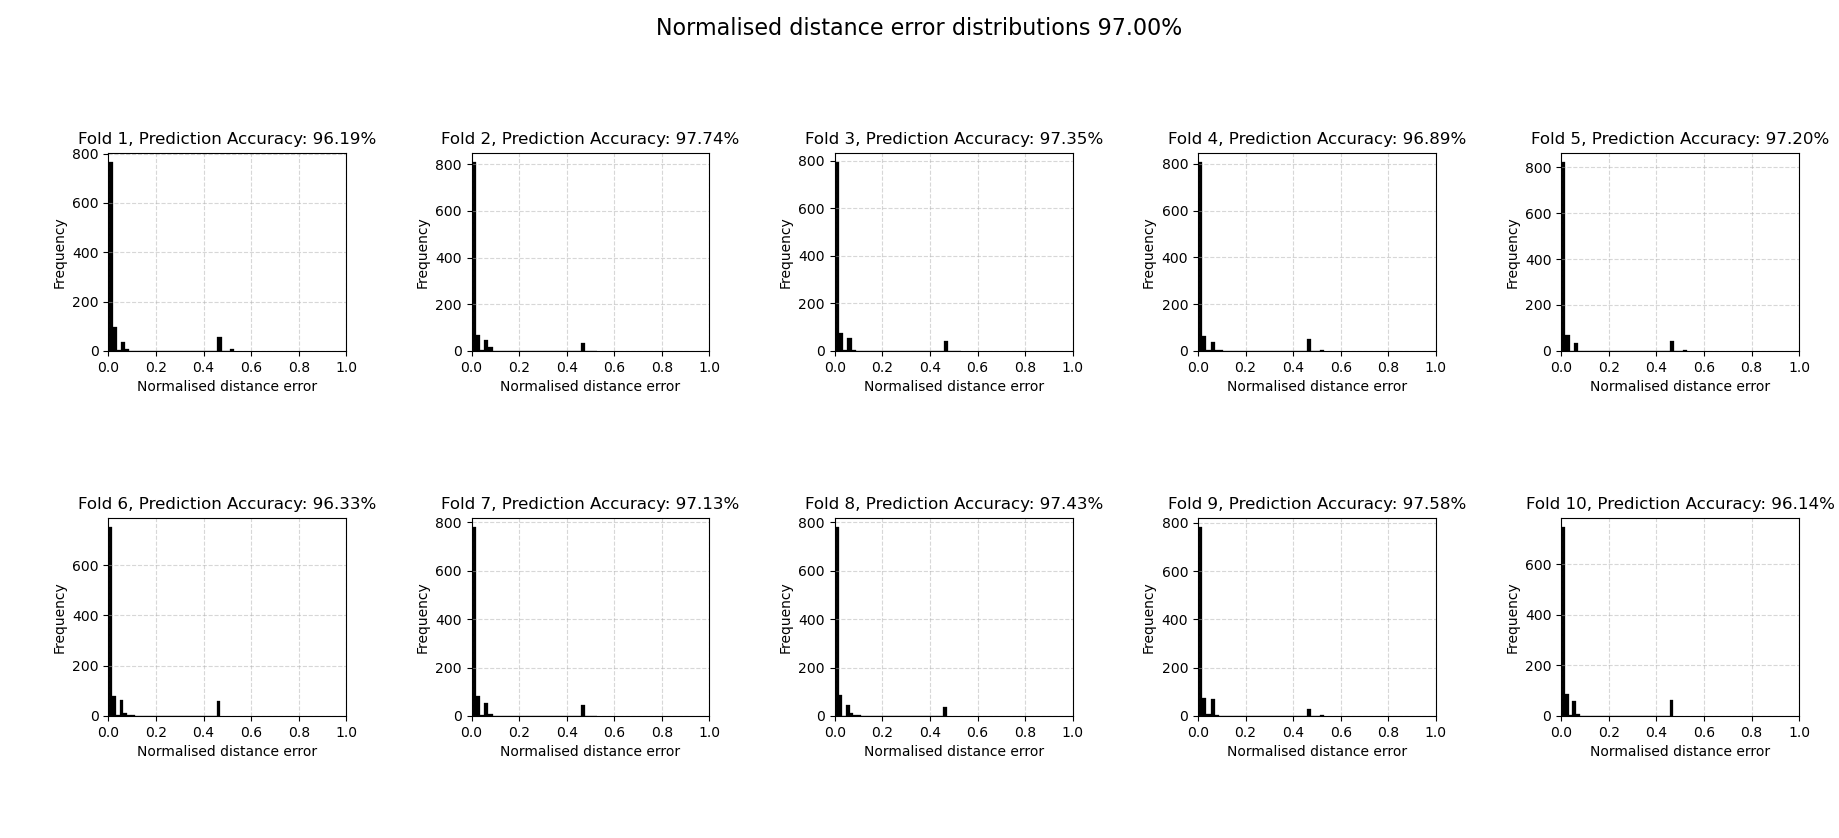 Normalised distance error distributions 97.00%
Fold 1, Prediction Accuracy: 96.19%
800
600
400
200
0
Frequency
0.0 0.2 0.4 0.6 0.8 1.0
Normalised distance error
Fold 2, Prediction Accuracy: 97.74%
800
600
400
200
0
Frequency
0.0 0.2 0.4 0.6 0.8 1.0
Normalised distance error
Fold 3, Prediction Accuracy: 97.35%
800
600
400
200
0
Frequency
0.0 0.2 0.4 0.6 0.8 1.0
Normalised distance error
Fold 4, Prediction Accuracy: 96.89%
800
600
400
200
0
Frequency
0.0 0.2 0.4 0.6 0.8 1.0
Normalised distance error
Fold 5, Prediction Accuracy: 97.20%
800
600
400
200
0
Frequency
0.0 0.2 0.4 0.6 0.8 1.0
Normalised distance error
Fold 6, Prediction Accuracy: 96.33%
600
400
200
0
Frequency
0.0 0.2 0.4 0.6 0.8 1.0
Normalised distance error
Fold 7, Prediction Accuracy: 97.13%
800
600
400
200
0
Frequency
0.0 0.2 0.4 0.6 0.8 1.0
Normalised distance error
Fold 8, Prediction Accuracy: 97.43%
800
600
400
200
0
Frequency
0.0 0.2 0.4 0.6 0.8 1.0
Normalised distance error
Fold 9, Prediction Accuracy: 97.58%
800
600
400
200
0
Frequency
0.0 0.2 0.4 0.6 0.8 1.0
Normalised distance error
Fold 10, Prediction Accuracy: 96.14%
600
400
200
0
Frequency
0.0 0.2 0.4 0.6 0.8 1.0
Normalised distance error